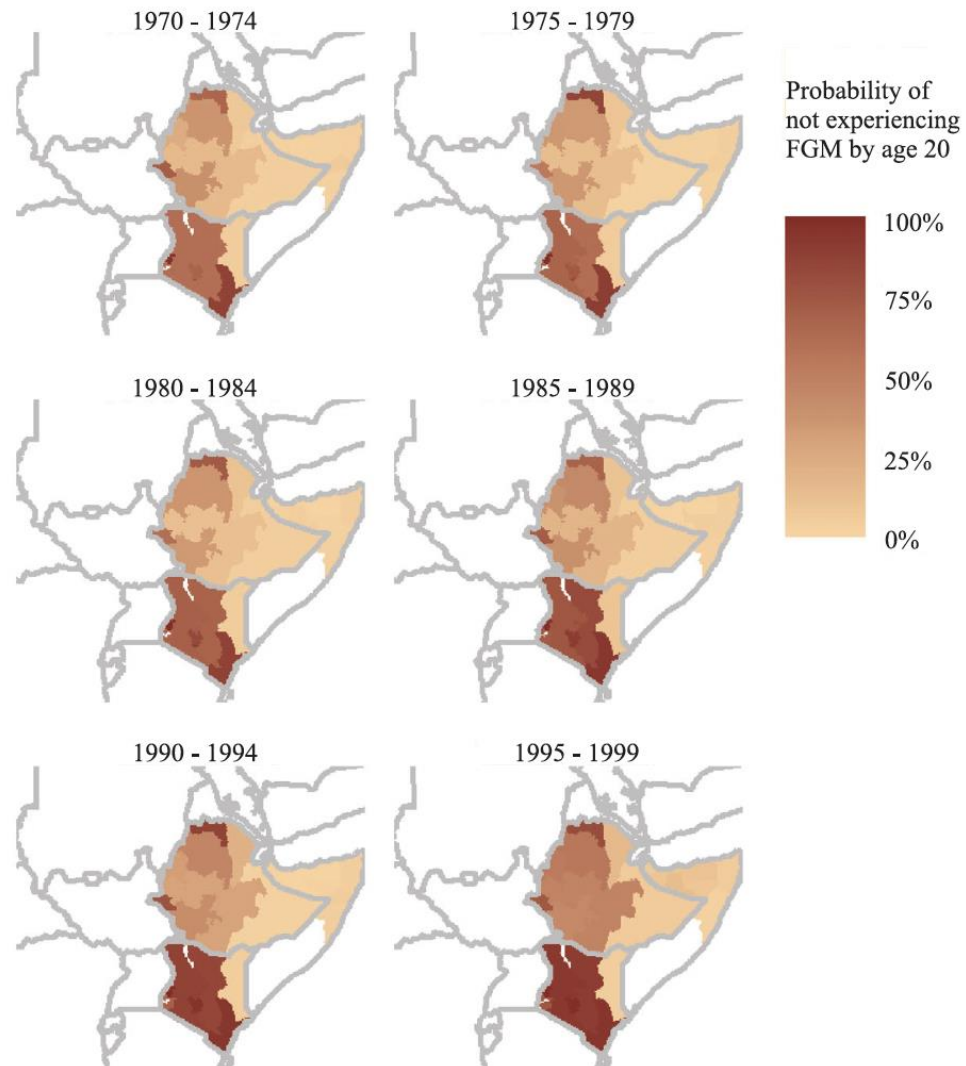 1970 - 1974
1975 - 1979
Probability of
not experiencing
FGM by age 20
100%
75%
50%
25%
0%
1980 - 1984
1985 - 1989
1990 - 1994
1995 - 1999